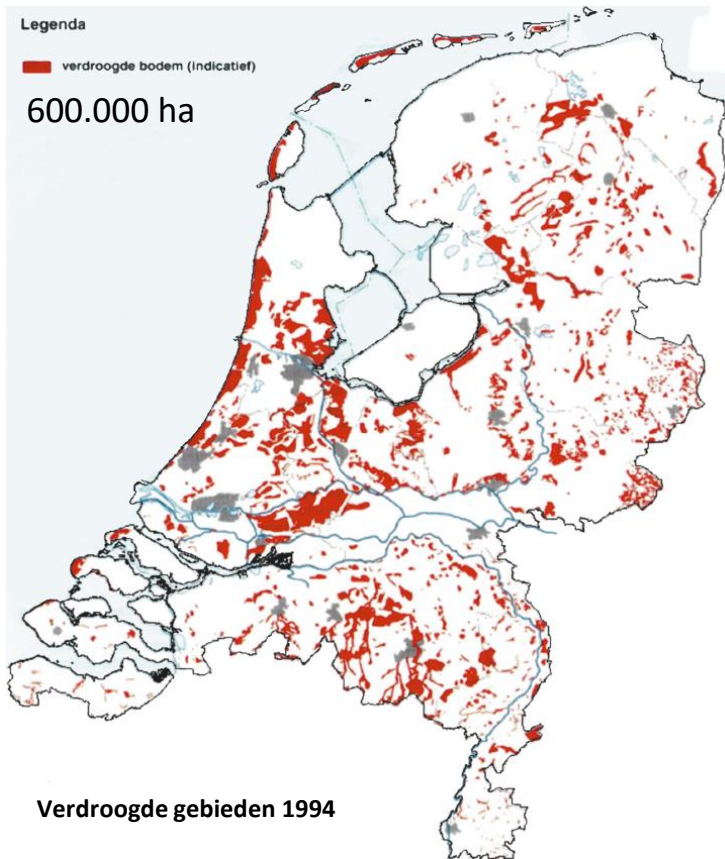 Legenda
verdroogde bodem (indicatief)
600.000 ha
Verdroogde gebieden 1994